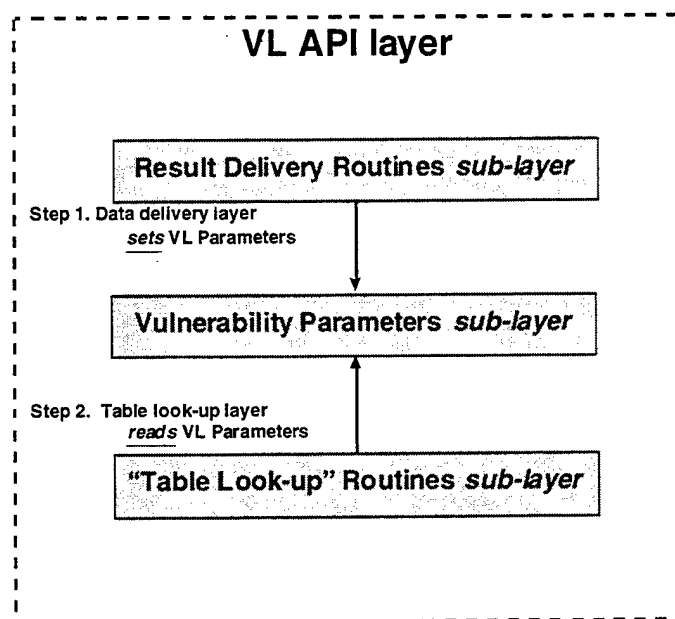 VL API layer
Result Delivery Routines sub-layer
Step 1. Data delivery layer
sets VL Parameters
Vulnerability Parameters sub-layer
Step 2. Table look-up layer
reads VL Parameters
“Table Look-up” Routines sub-layer